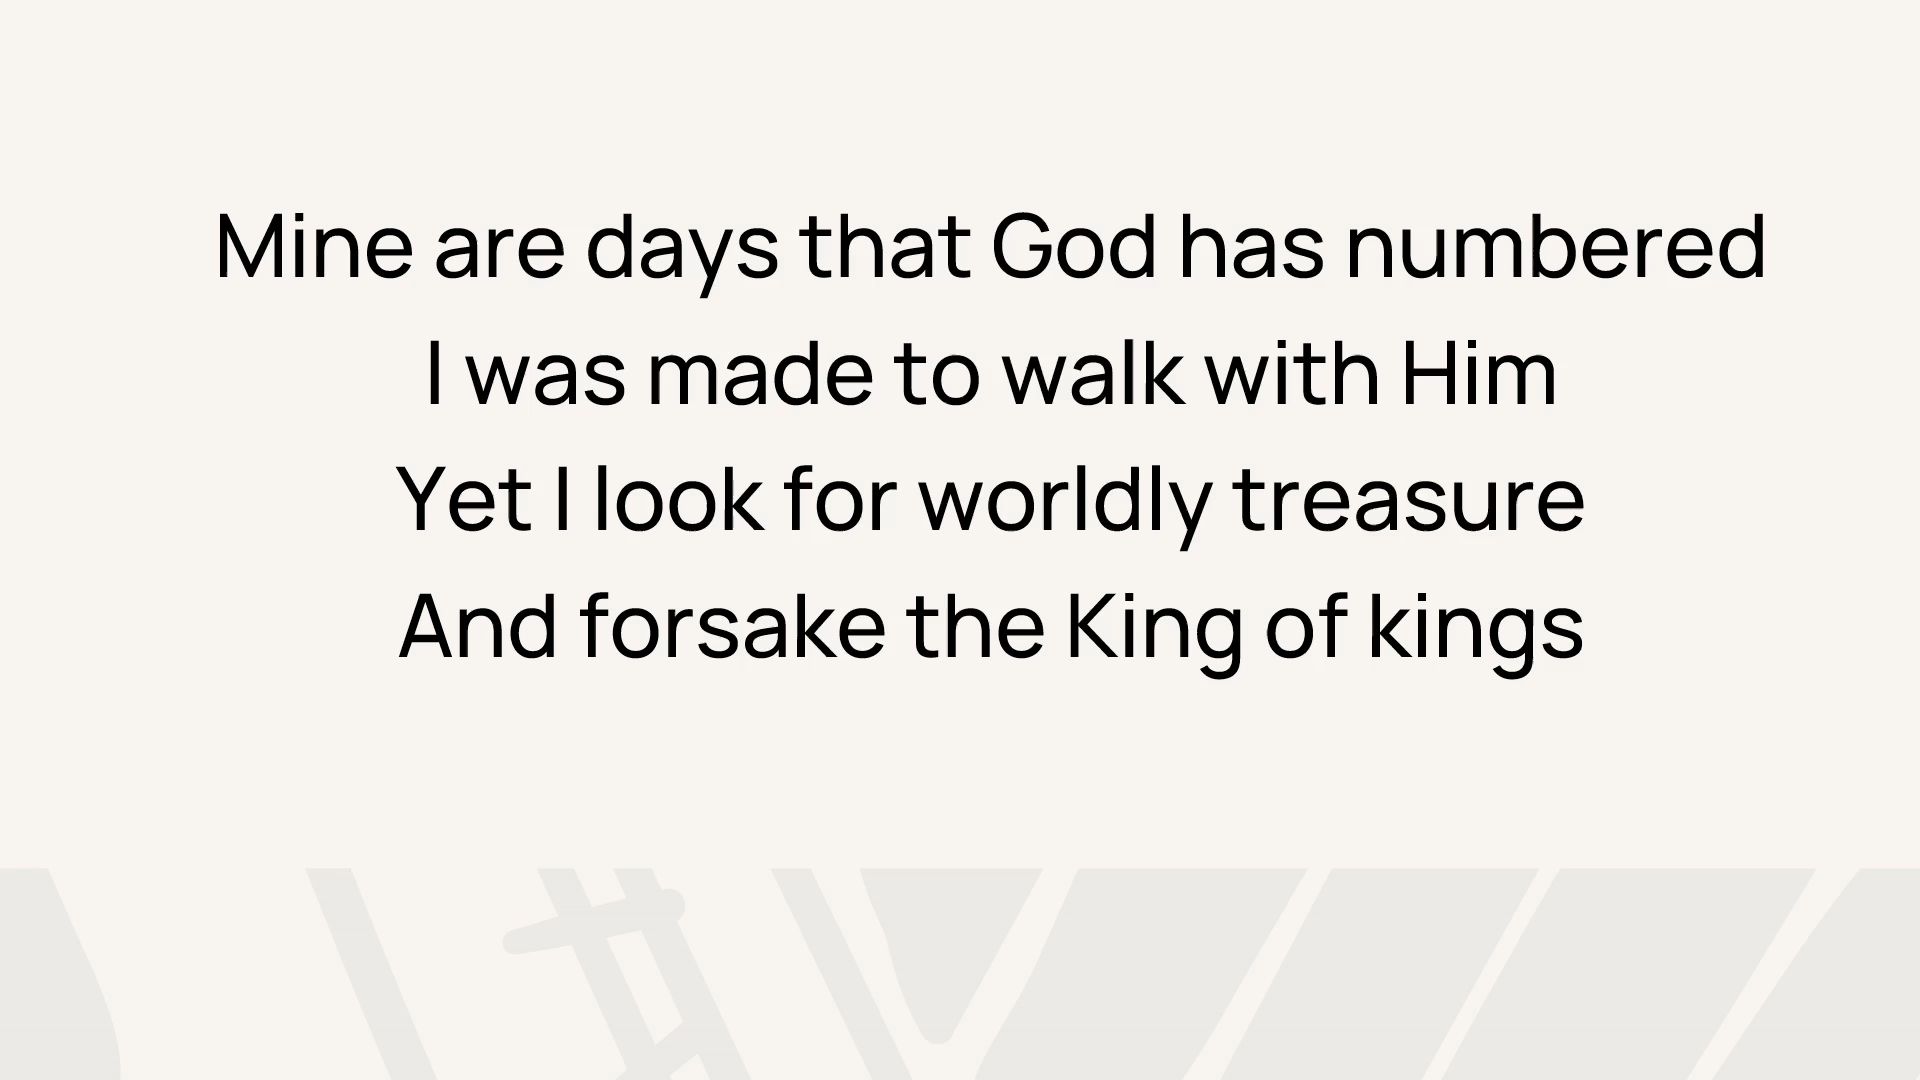 Mine are days that God has numbered
I was made to walk with Him
Yet I look for worldly treasure
And forsake the King of kings